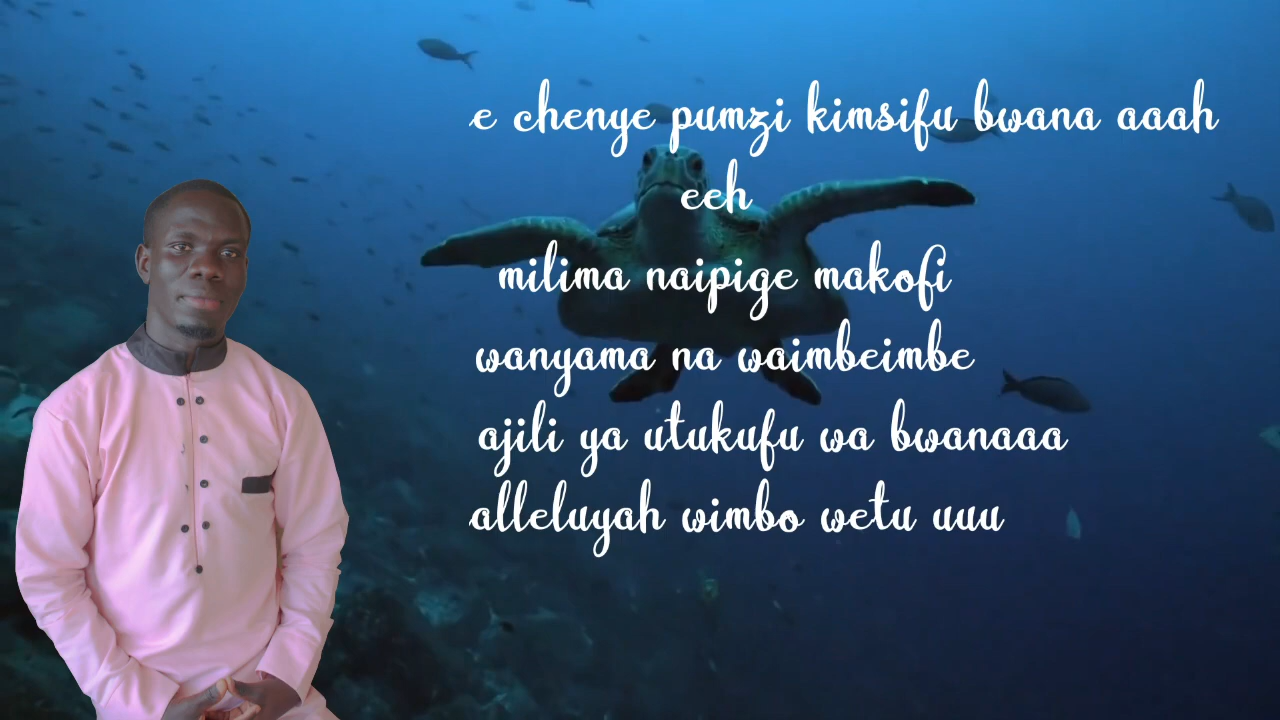 e chenye pumzi kimsifu bwana aaah
eeh
milima naipige makofi
wanyama na waimbeimbe
ajili ya utukufu wa bwanaaa
alleluyah wimbo wetu uuu